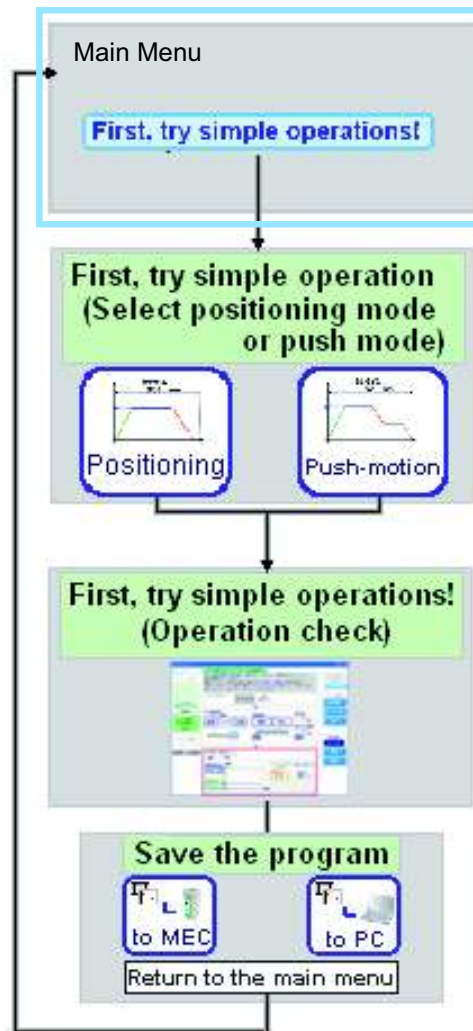 Main Menu
First, try simple operations!
First, try simple operation
(Select positioning mode
or push mode)
Positioning
Push-motion
First, try simple operations!
(Operation check)
Save the program
to MEC
to PC
Return to the main menu